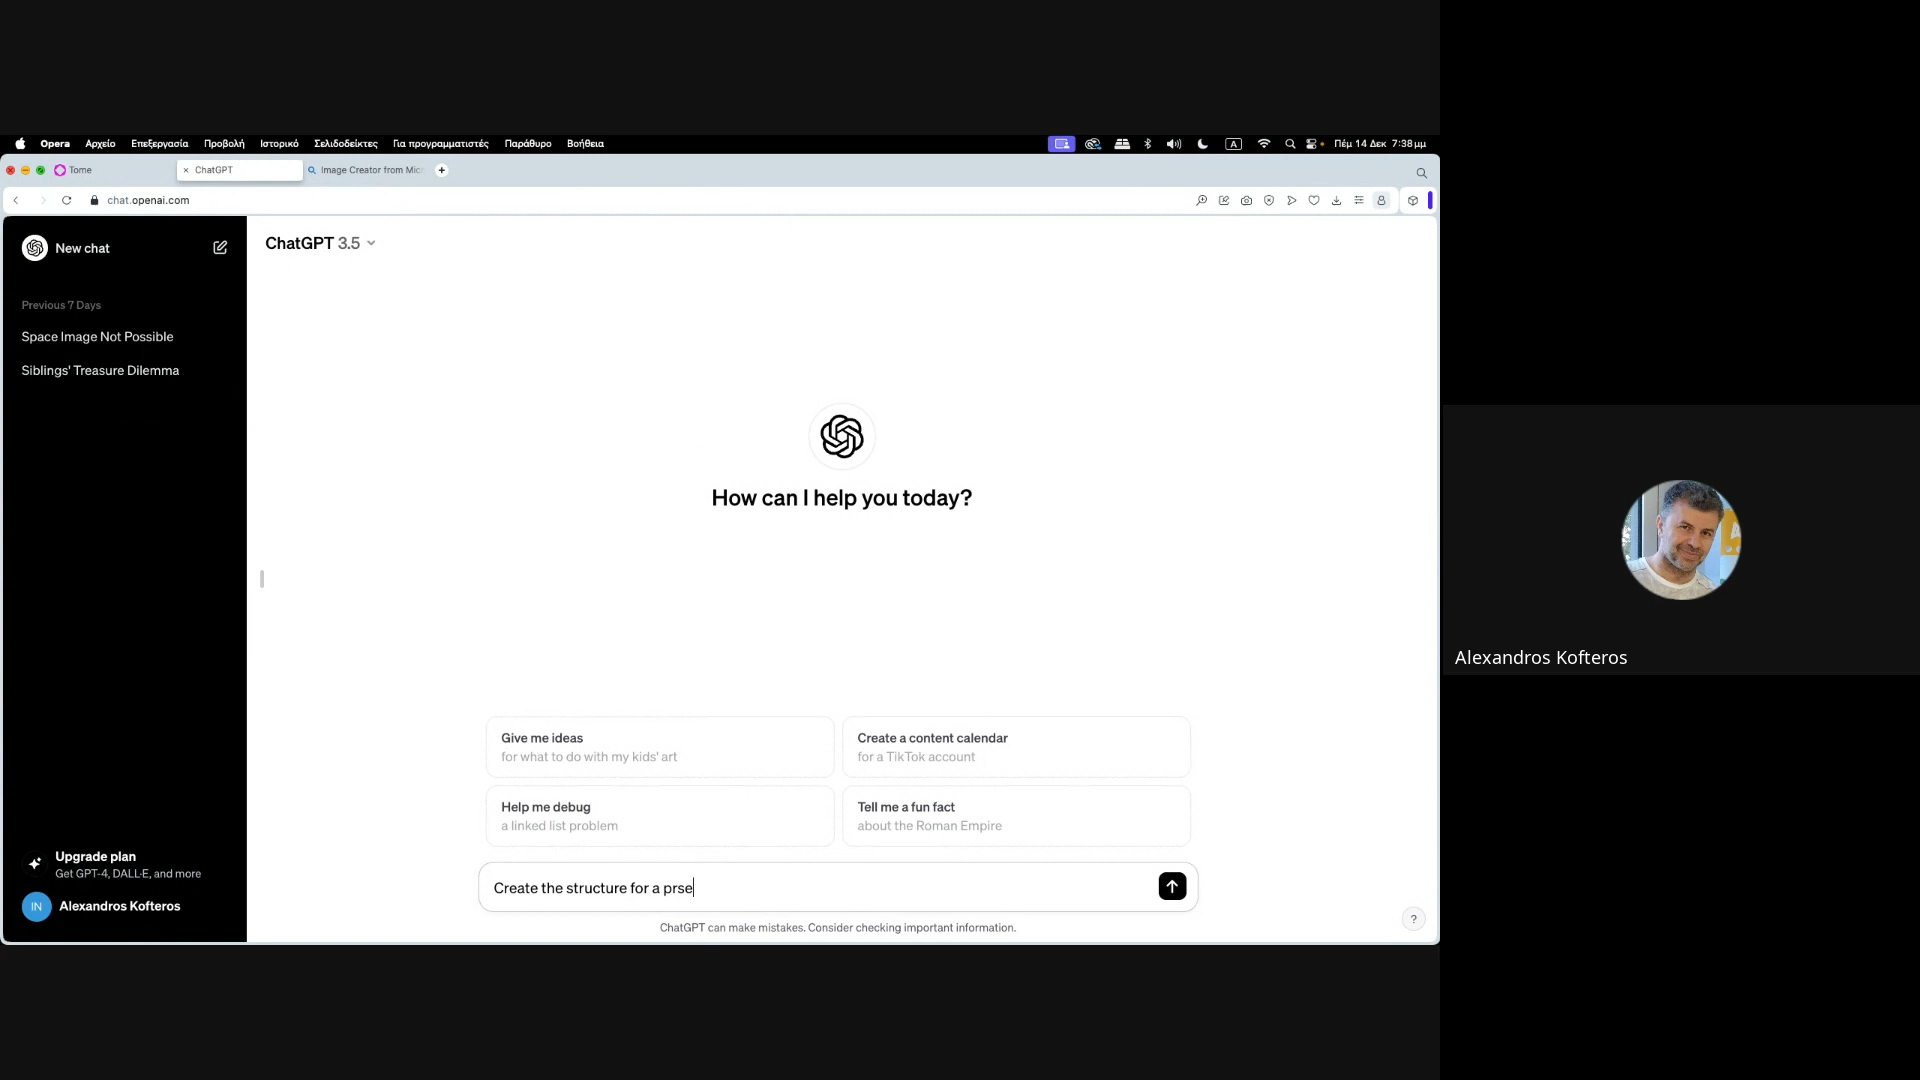 Opera Αρχείο Επεξεργασία Προβολή Ιστορικό Σελιδοδείκτες Για προγραμματιστές Παράθυρο Βοήθεια A Πέμ 14 Δεκ 7:38 μμ
Tome ChatGPT Image Creator from Micr
chat.openai.com
New chat
ChatGPT 3.5
Previous 7 Days
Space Image Not Possible
Siblings' Treasure Dilemma
How can I help you today?
Give me ideas
for what to do with my kids' art
Create a content calendar
for a TikTok account
Help me debug
a linked list problem
Tell me a fun fact
about the Roman Empire
Upgrade plan
Get GPT-4, DALL·E, and more
IN Alexandros Kofteros
Create the structure for a prse
ChatGPT can make mistakes. Consider checking important information.
?
Alexandros Kofteros